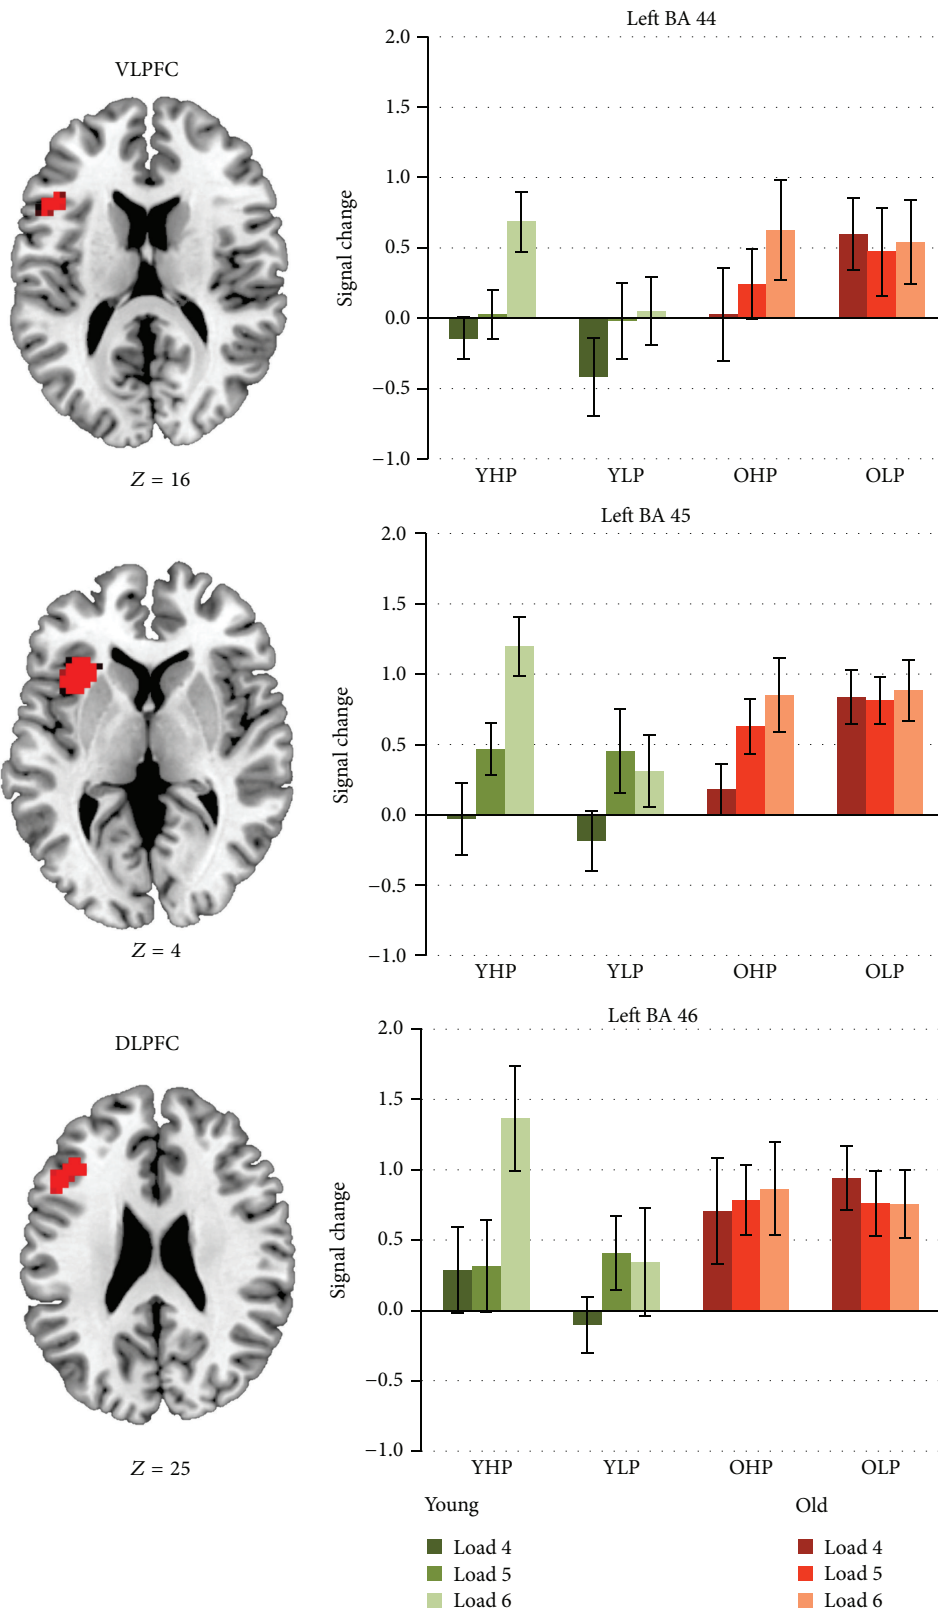 VLPFC
Z = 16
Left BA 44
2.0
1.5
1.0
0.5
0.0
−0.5
−1.0
Signal change
YHP YLP OHP OLP
Z = 4
Left BA 45
2.0
1.5
1.0
0.5
0.0
−0.5
−1.0
Signal change
YHP YLP OHP OLP
DLPFC
Z = 25
Left BA 46
2.0
1.5
1.0
0.5
0.0
−0.5
−1.0
Signal change
YHP YLP OHP OLP
Young
Load 4
Load 5
Load 6
Old
Load 4
Load 5
Load 6